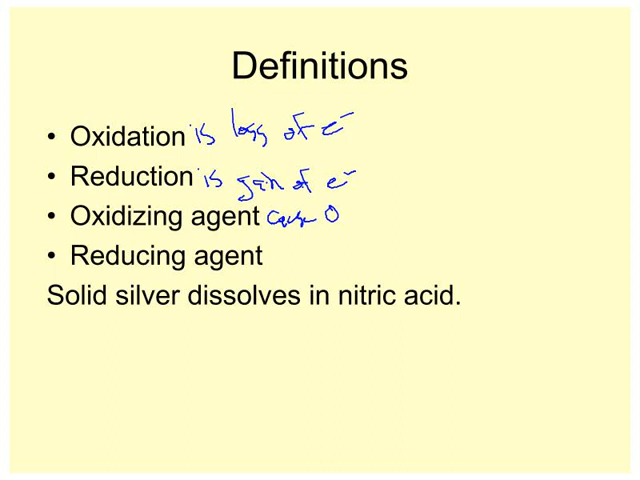 Definitions
• Oxidation is loss of e⁻
• Reduction is gain of e⁻
• Oxidizing agent cause O
• Reducing agent
Solid silver dissolves in nitric acid.